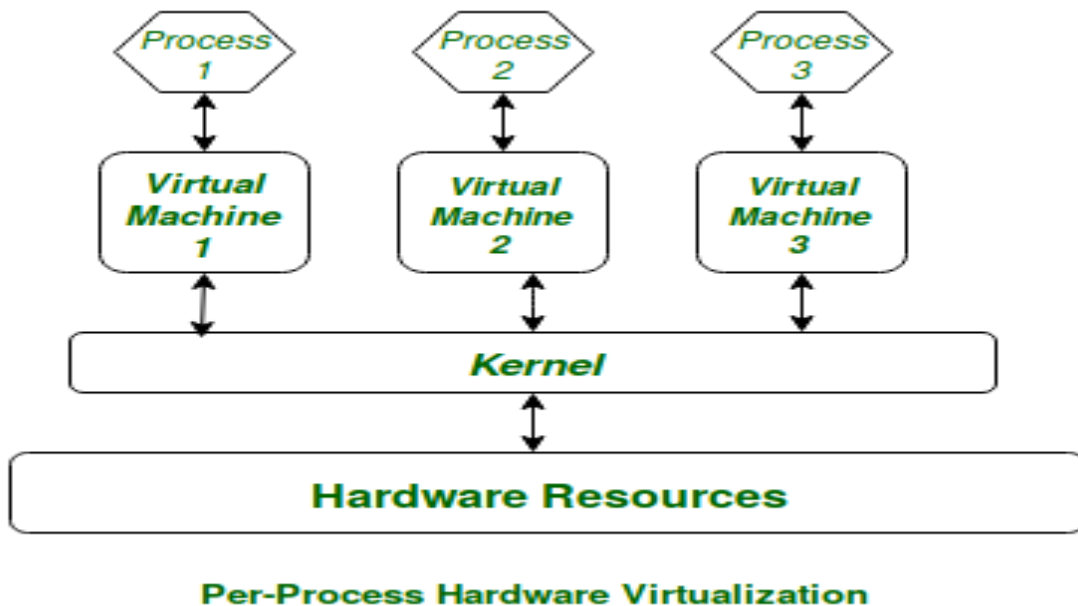 Process
1
Process
2
Process
3
Virtual
Machine
1
Virtual
Machine
2
Virtual
Machine
3
Kernel
Hardware Resources
Per-Process Hardware Virtualization